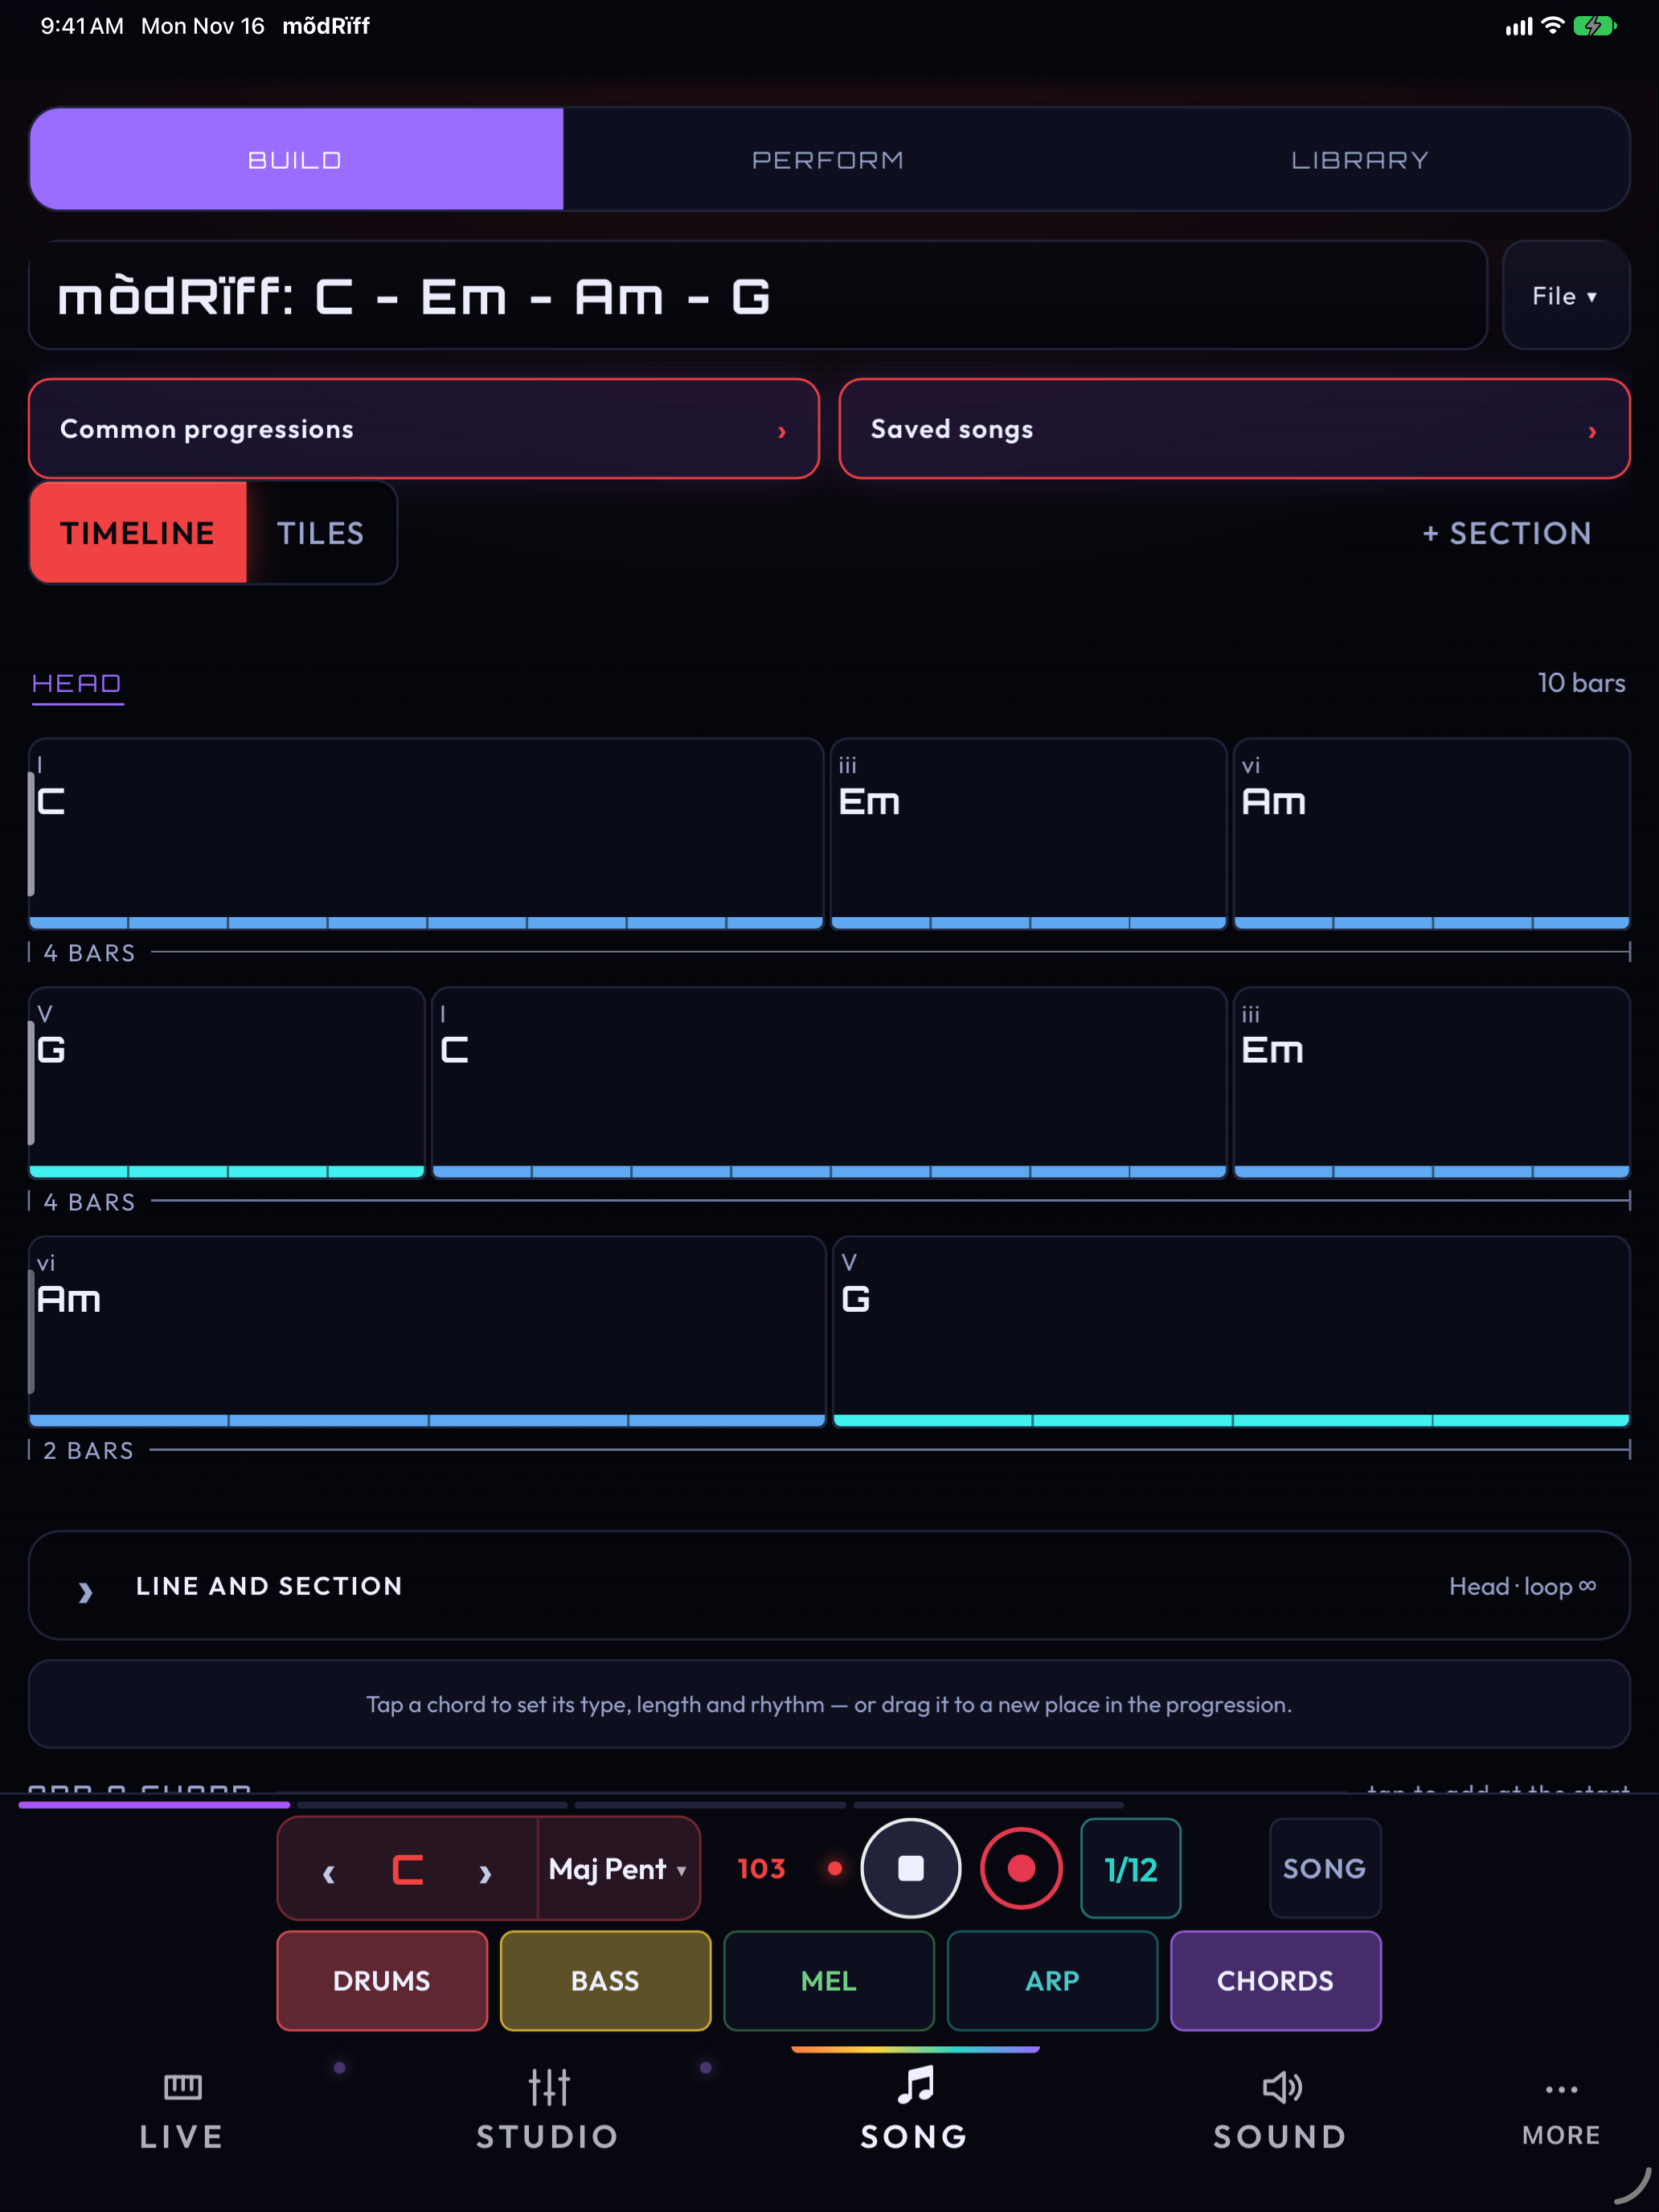 9:41 AM Mon Nov 16 mõdRïff
BUILD PERFORM LIBRARY
mõdRïff: C - Em - Am - G File ▾
Common progressions › Saved songs ›
TIMELINE TILES + SECTION
HEAD 10 bars
I iii vi
C Em Am
4 BARS
V I iii
G C Em
4 BARS
vi V
Am G
2 BARS
› LINE AND SECTION Head · loop ∞
Tap a chord to set its type, length and rhythm — or drag it to a new place in the progression.
‹ C › Maj Pent ▾ 103 1/12 SONG
DRUMS BASS MEL ARP CHORDS
LIVE STUDIO SONG SOUND MORE